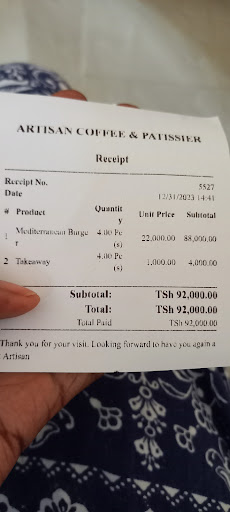 ARTISAN COFFEE & PATISSIER
Receipt
Receipt No. 5527
Date 12/31/2023 14:41
# Product Quantit y Unit Price Subtotal
1 Mediterranean Burge r 4.00 Pc (s) 22,000.00 88,000.00
2 Takeaway 4.00 Pc (s) 1,000.00 4,000.00
Subtotal: TSh 92,000.00
Total: TSh 92,000.00
Total Paid TSh 92,000.00
Thank you for your visit. Looking forward to have you again a
Artisan